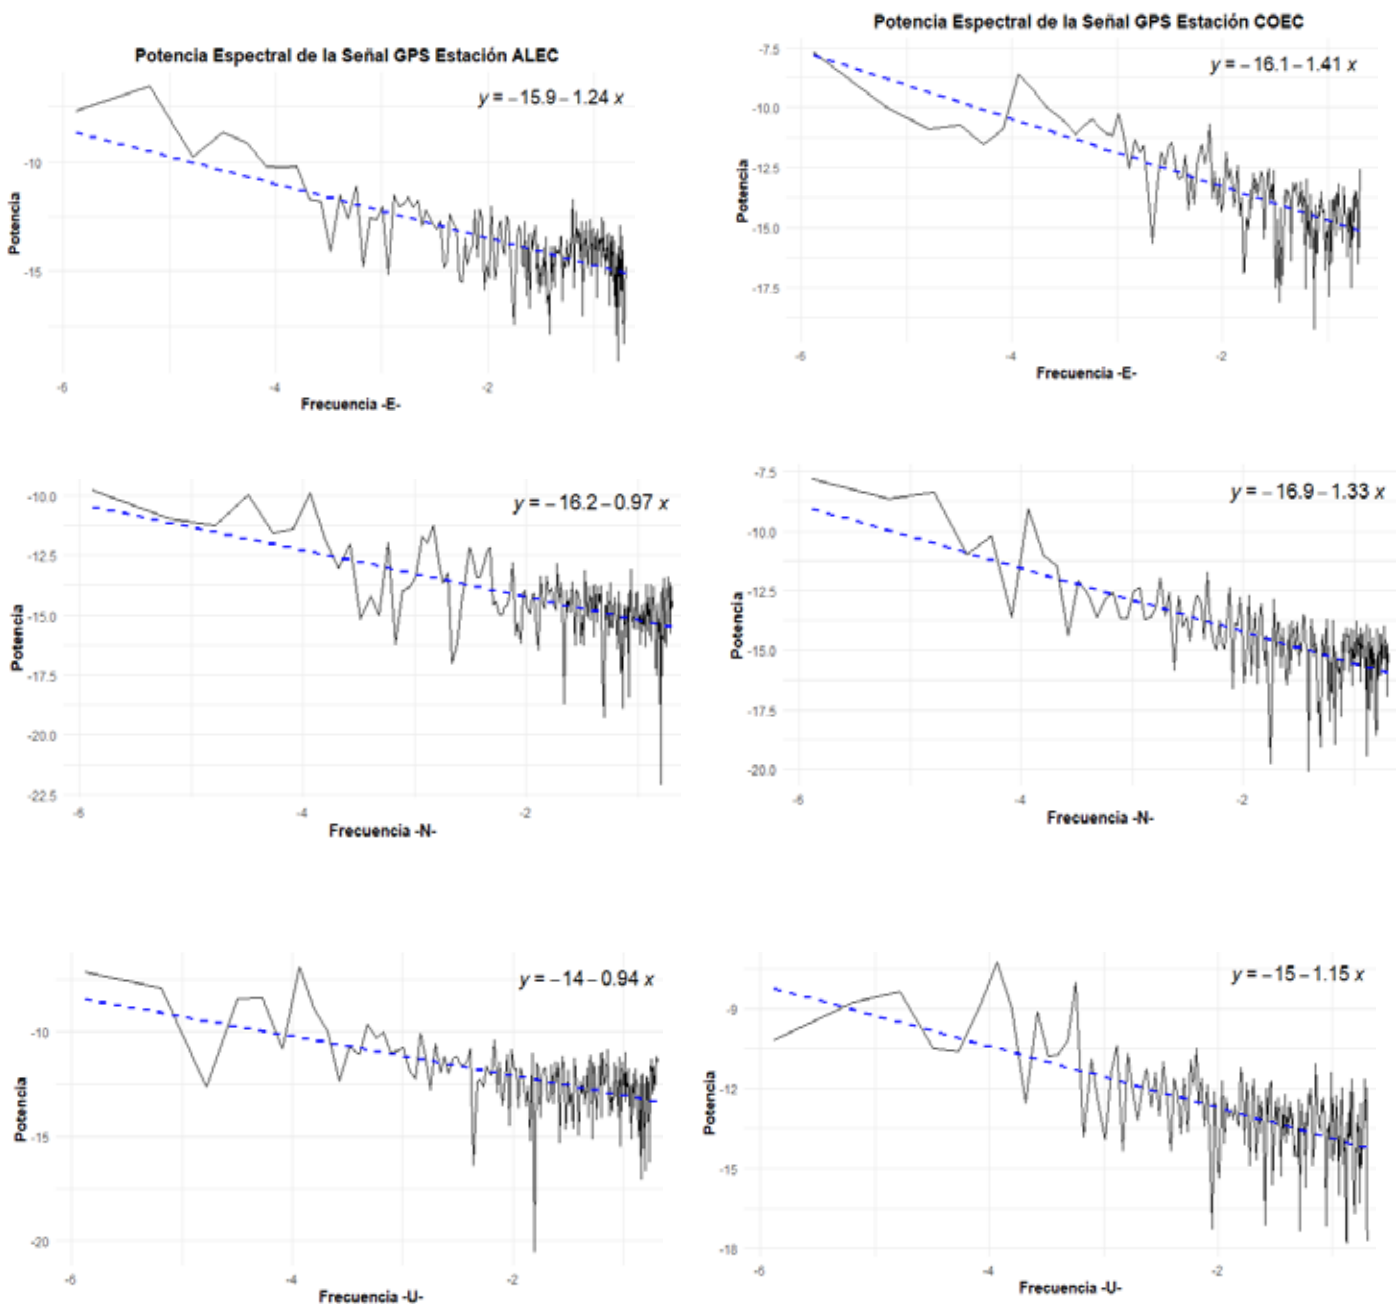 Potencia Espectral de la Señal GPS Estación ALEC
y = −15.9 − 1.24 x
-10
-15
Potencia
-6 -4 -2
Frecuencia -E-
Potencia Espectral de la Señal GPS Estación COEC
y = −16.1 − 1.41 x
-7.5
-10.0
-12.5
-15.0
-17.5
Potencia
-6 -4 -2
Frecuencia -E-
y = −16.2 − 0.97 x
-10.0
-12.5
-15.0
-17.5
-20.0
-22.5
Potencia
-6 -4 -2
Frecuencia -N-
y = −16.9 − 1.33 x
-7.5
-10.0
-12.5
-15.0
-17.5
-20.0
Potencia
-6 -4 -2
Frecuencia -N-
y = −14 − 0.94 x
-10
-15
-20
Potencia
-6 -4 -2
Frecuencia -U-
y = −15 − 1.15 x
-9
-12
-15
-18
Potencia
-6 -4 -2
Frecuencia -U-